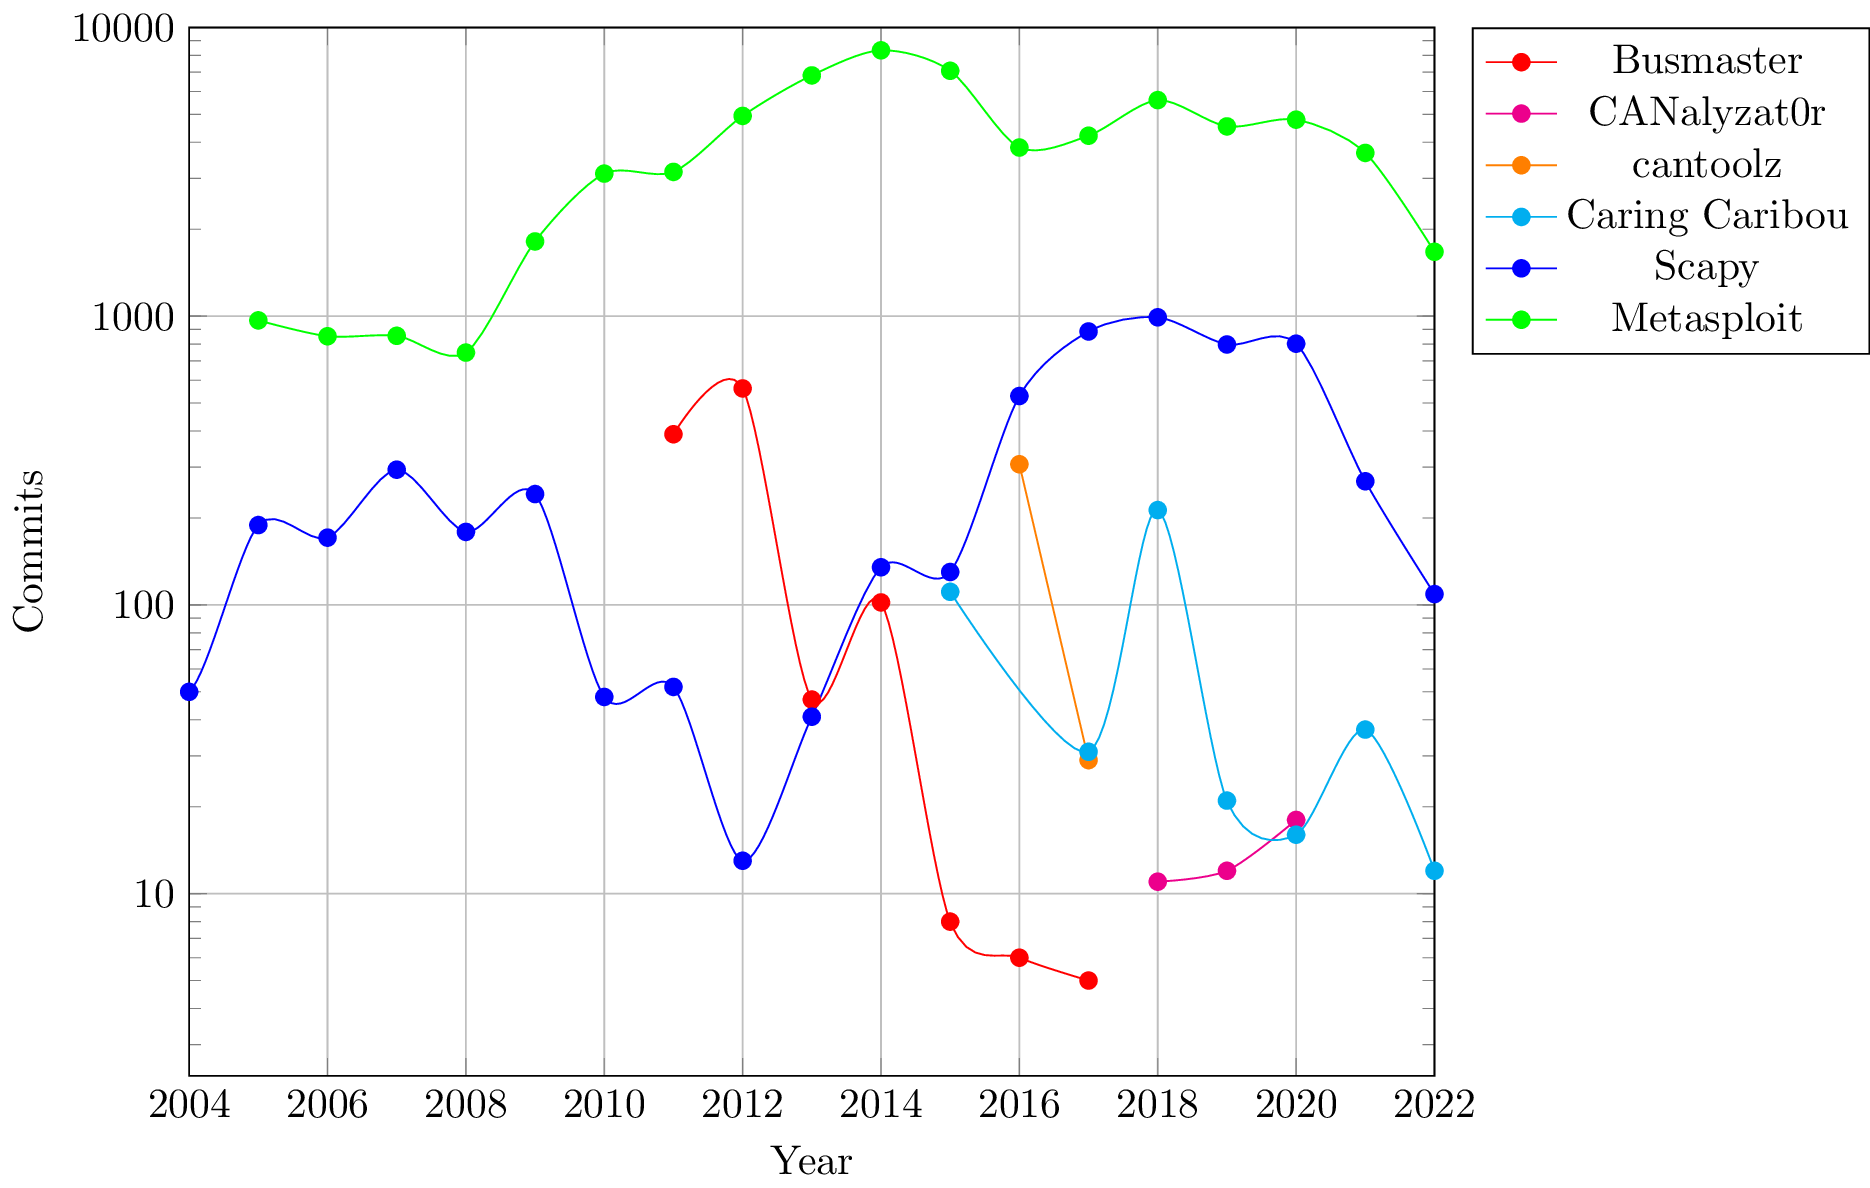 10000
1000
100
10
Commits
2004 2006 2008 2010 2012 2014 2016 2018 2020 2022
Year
Busmaster
CANalyzat0r
cantoolz
Caring Caribou
Scapy
Metasploit